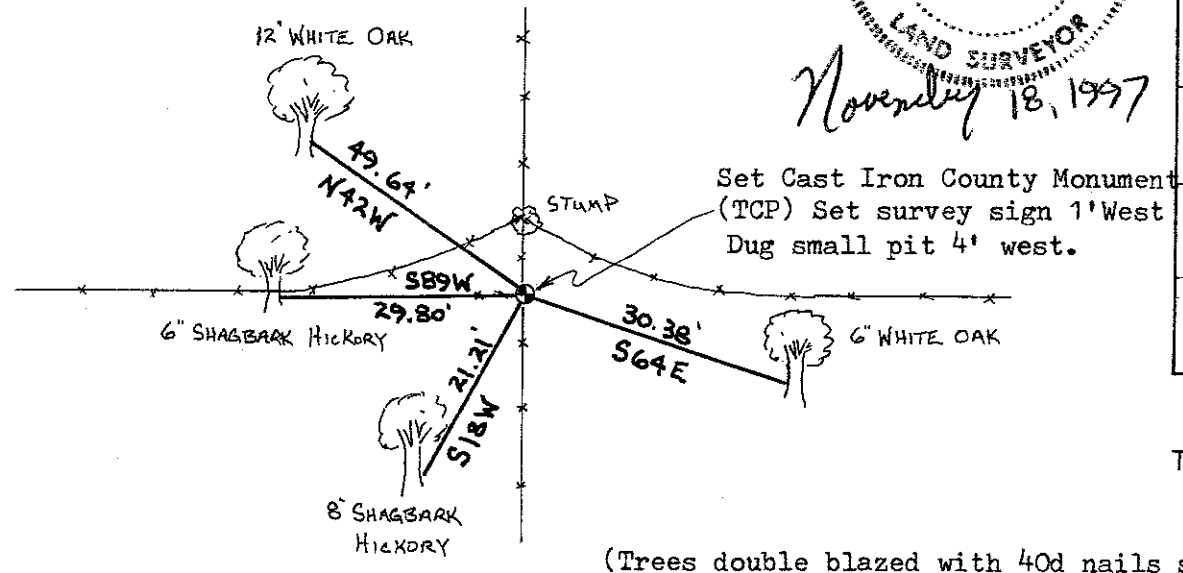 LAND SURVEYOR
November 18, 1997
12" WHITE OAK
49.64'
N42W
STUMP
Set Cast Iron County Monument
(TCP) Set survey sign 1'West
Dug small pit 4' west.
S89W
29.80'
6" SHAGBARK HICKORY
30.38'
S64E
6" WHITE OAK
21.21'
S18W
8" SHAGBARK
HICKORY
T
(Trees double blazed with 40d nails s